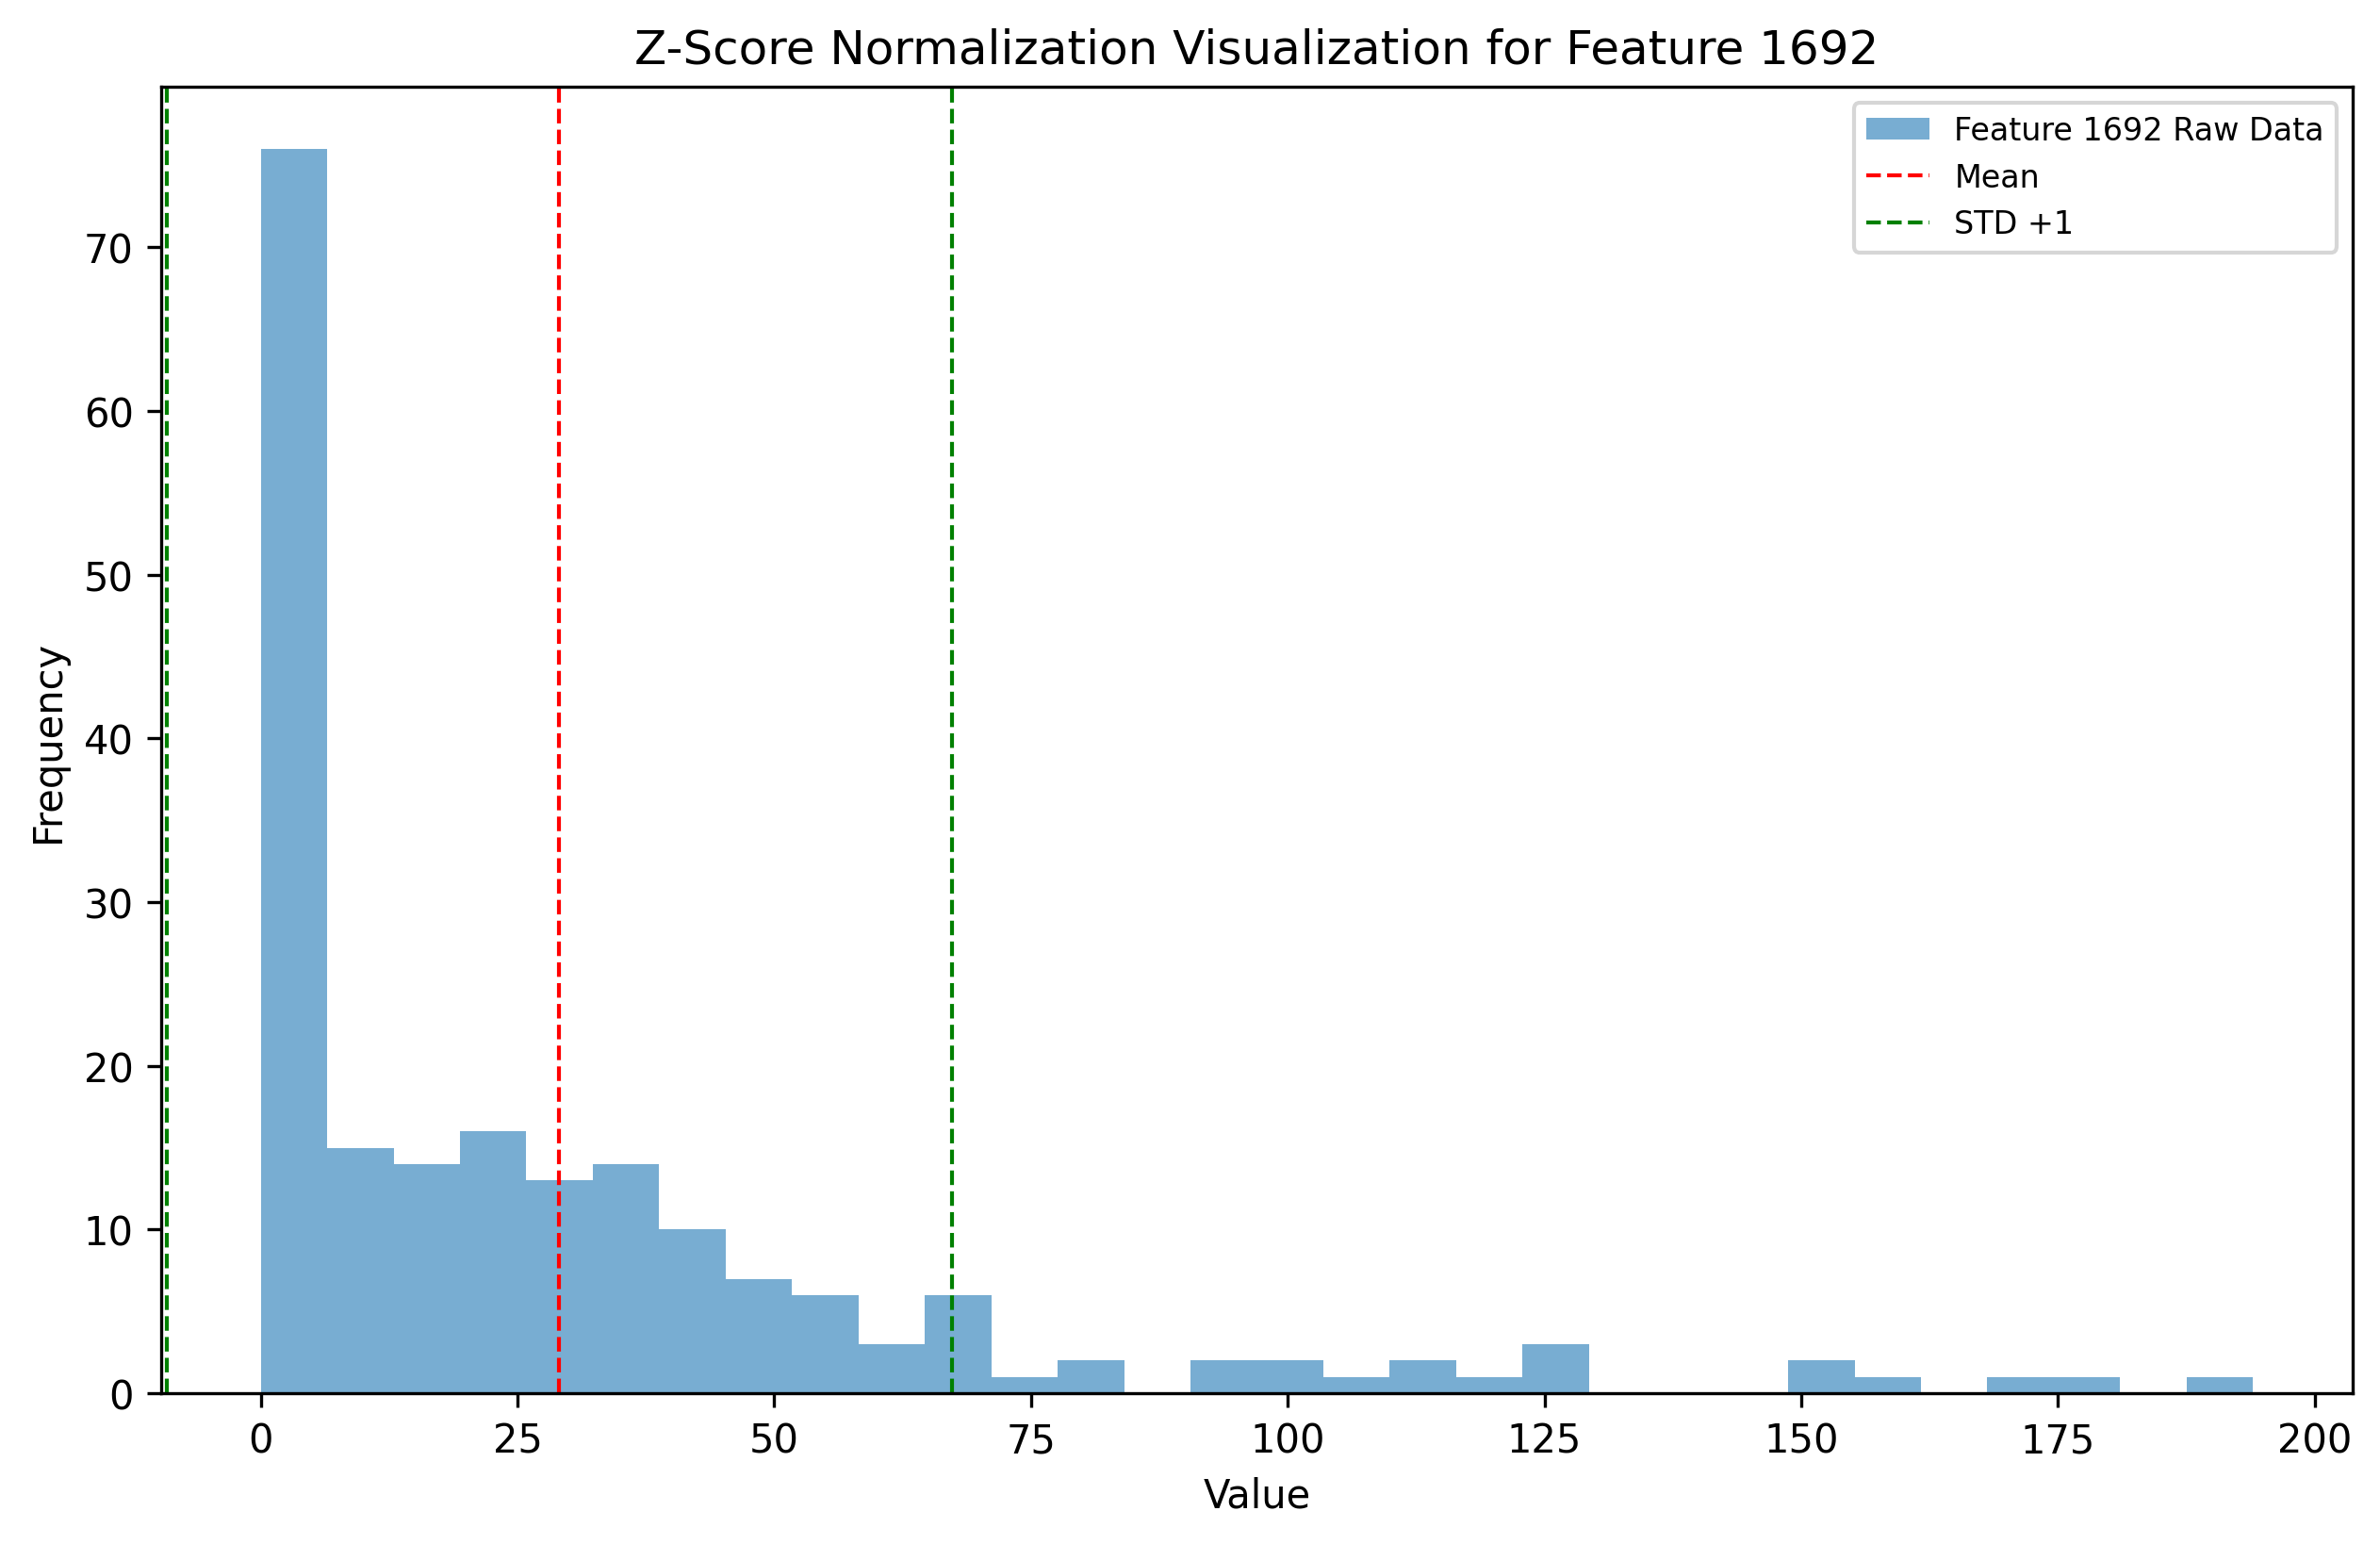 Z-Score Normalization Visualization for Feature 1692
Feature 1692 Raw Data
Mean
STD +1
70
60
50
40
30
20
10
0
Frequency
0 25 50 75 100 125 150 175 200
Value